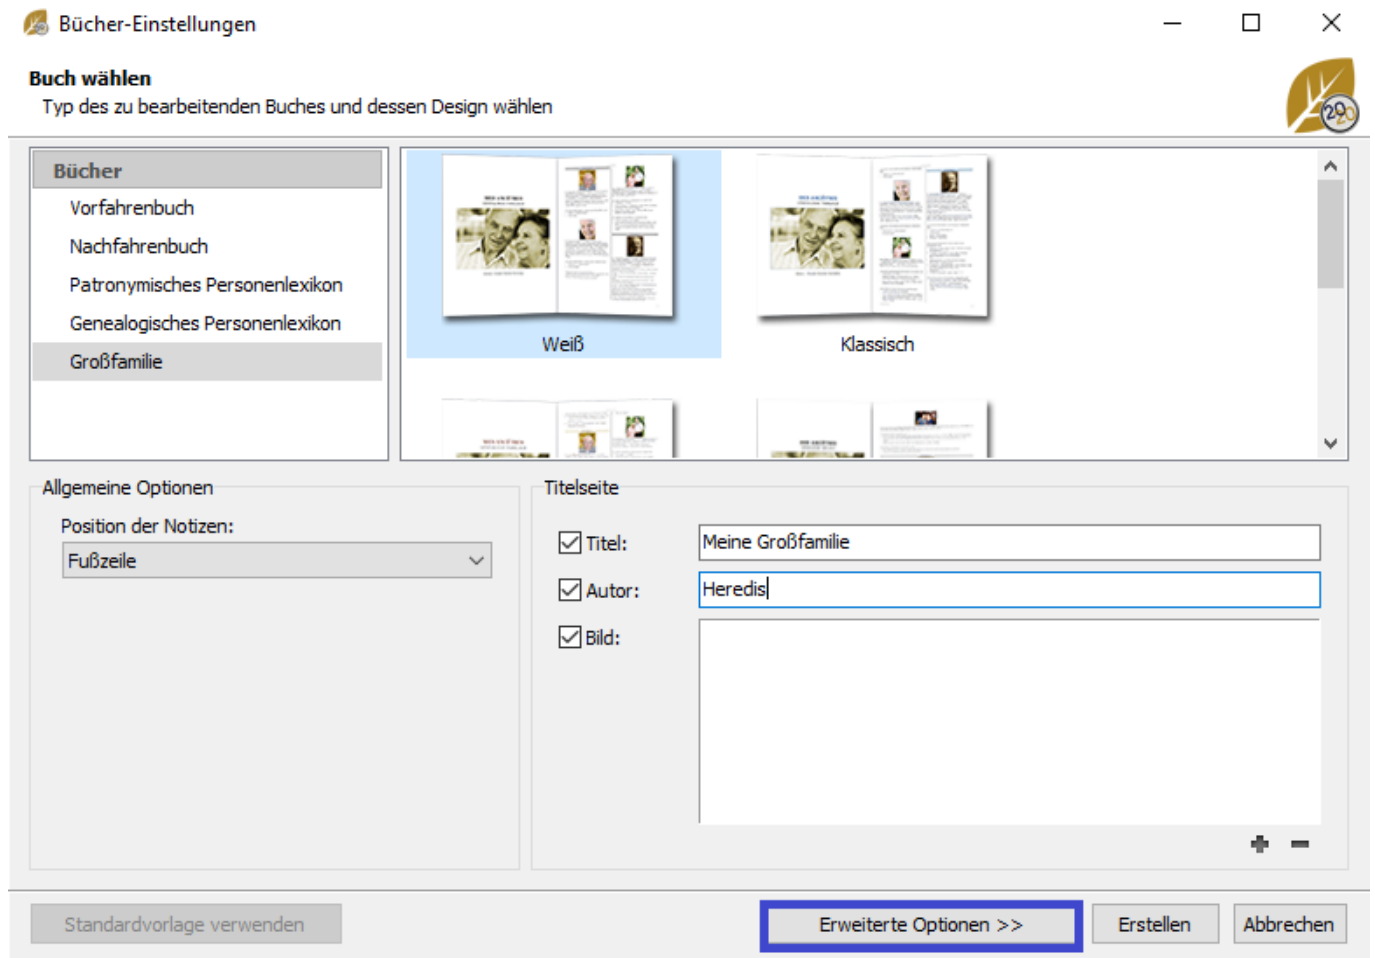 Bücher-Einstellungen
Buch wählen
Typ des zu bearbeitenden Buches und dessen Design wählen
2020
Bücher
Vorfahrenbuch
Nachfahrenbuch
Patronymisches Personenlexikon
Genealogisches Personenlexikon
Großfamilie
Weiß
Klassisch
Allgemeine Optionen
Position der Notizen:
Fußzeile
Titelseite
Titel:
Meine Großfamilie
Autor:
Heredis
Bild:
Standardvorlage verwenden
Erweiterte Optionen >>
Erstellen
Abbrechen